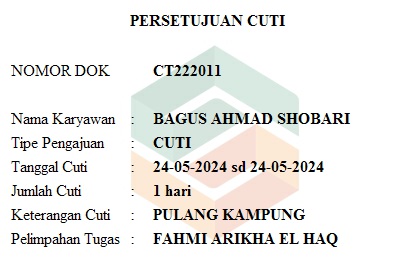 PERSETUJUAN CUTI
NOMOR DOK CT222011
Nama Karyawan : BAGUS AHMAD SHOBARI
Tipe Pengajuan : CUTI
Tanggal Cuti : 24-05-2024 sd 24-05-2024
Jumlah Cuti : 1 hari
Keterangan Cuti : PULANG KAMPUNG
Pelimpahan Tugas : FAHMI ARIKHA EL HAQ